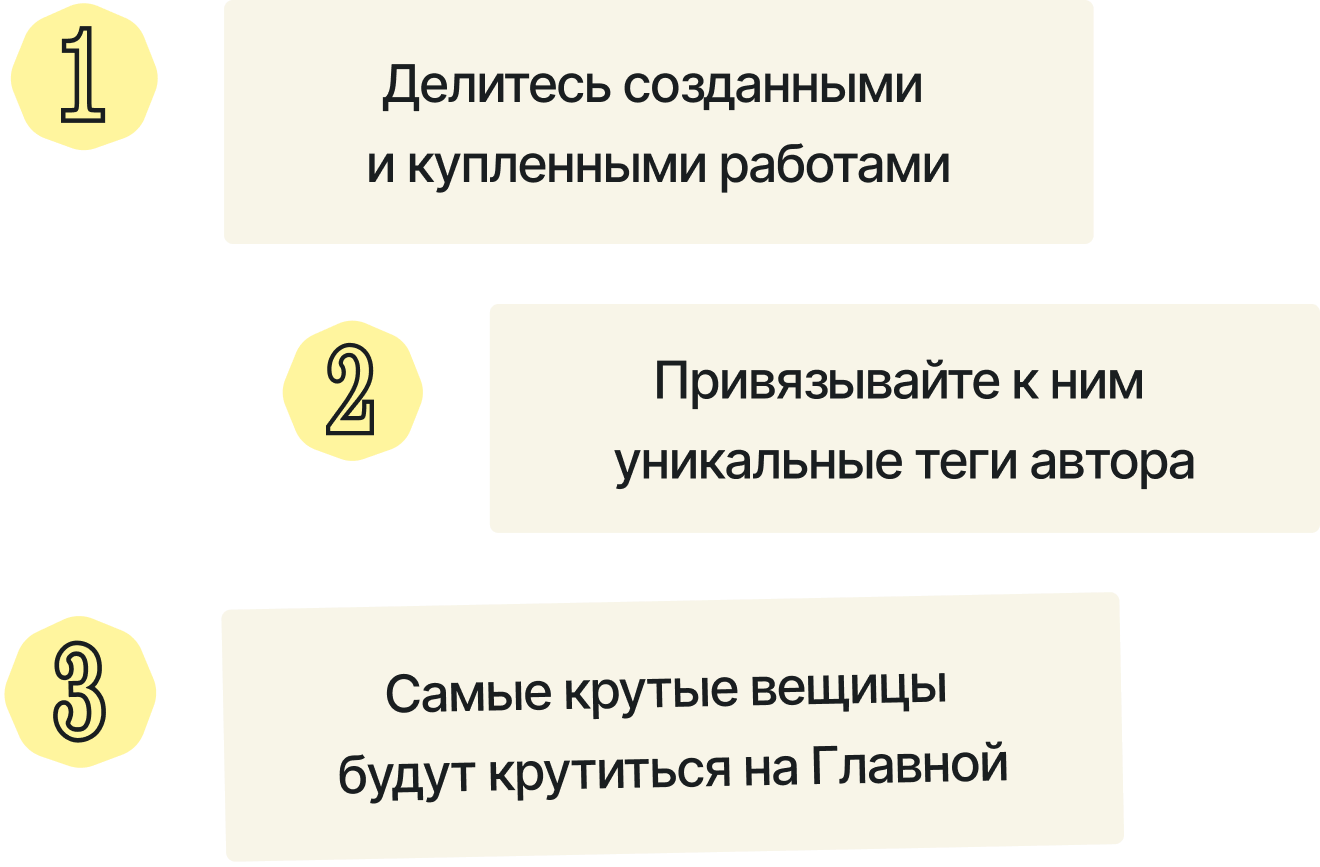 1
Делитесь созданными
и купленными работами
2
Привязывайте к ним
уникальные теги автора
3
Самые крутые вещицы
будут крутиться на Главной